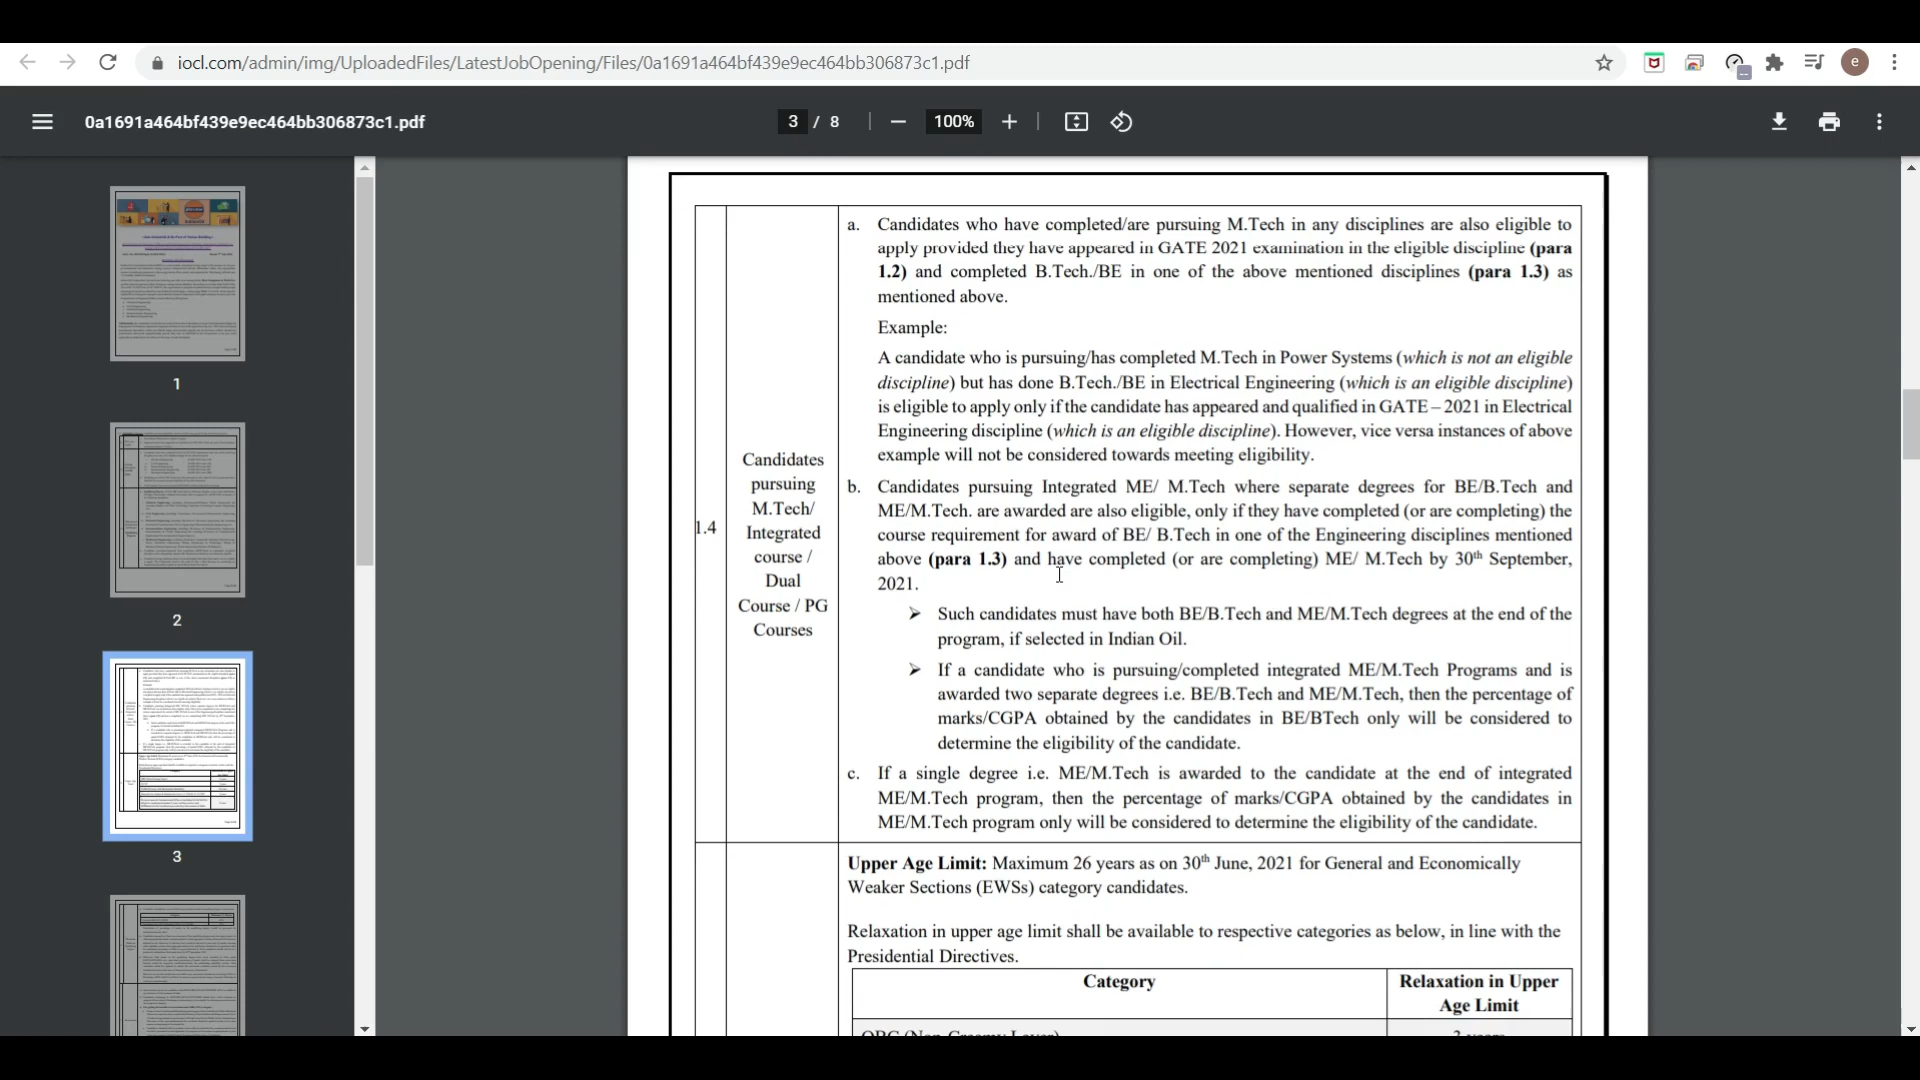 iocl.com/admin/img/UploadedFiles/LatestJobOpening/Files/0a1691a464bf439e9ec464bb306873c1.pdf
e
0a1691a464bf439e9ec464bb306873c1.pdf
3 / 8
100%
1
2
3
1.4
Candidates
pursuing
M.Tech/
Integrated
course /
Dual
Course / PG
Courses
a. Candidates who have completed/are pursuing M.Tech in any disciplines are also eligible to
apply provided they have appeared in GATE 2021 examination in the eligible discipline (para
1.2) and completed B.Tech./BE in one of the above mentioned disciplines (para 1.3) as
mentioned above.
Example:
A candidate who is pursuing/has completed M.Tech in Power Systems (which is not an eligible
discipline) but has done B.Tech./BE in Electrical Engineering (which is an eligible discipline)
is eligible to apply only if the candidate has appeared and qualified in GATE – 2021 in Electrical
Engineering discipline (which is an eligible discipline). However, vice versa instances of above
example will not be considered towards meeting eligibility.
b. Candidates pursuing Integrated ME/ M.Tech where separate degrees for BE/B.Tech and
ME/M.Tech. are awarded are also eligible, only if they have completed (or are completing) the
course requirement for award of BE/ B.Tech in one of the Engineering disciplines mentioned
above (para 1.3) and have completed (or are completing) ME/ M.Tech by 30th September,
2021.
➢ Such candidates must have both BE/B.Tech and ME/M.Tech degrees at the end of the
program, if selected in Indian Oil.
➢ If a candidate who is pursuing/completed integrated ME/M.Tech Programs and is
awarded two separate degrees i.e. BE/B.Tech and ME/M.Tech, then the percentage of
marks/CGPA obtained by the candidates in BE/BTech only will be considered to
determine the eligibility of the candidate.
c. If a single degree i.e. ME/M.Tech is awarded to the candidate at the end of integrated
ME/M.Tech program, then the percentage of marks/CGPA obtained by the candidates in
ME/M.Tech program only will be considered to determine the eligibility of the candidate.
Upper Age Limit: Maximum 26 years as on 30th June, 2021 for General and Economically
Weaker Sections (EWSs) category candidates.
Relaxation in upper age limit shall be available to respective categories as below, in line with the
Presidential Directives.
Category
Relaxation in Upper
Age Limit